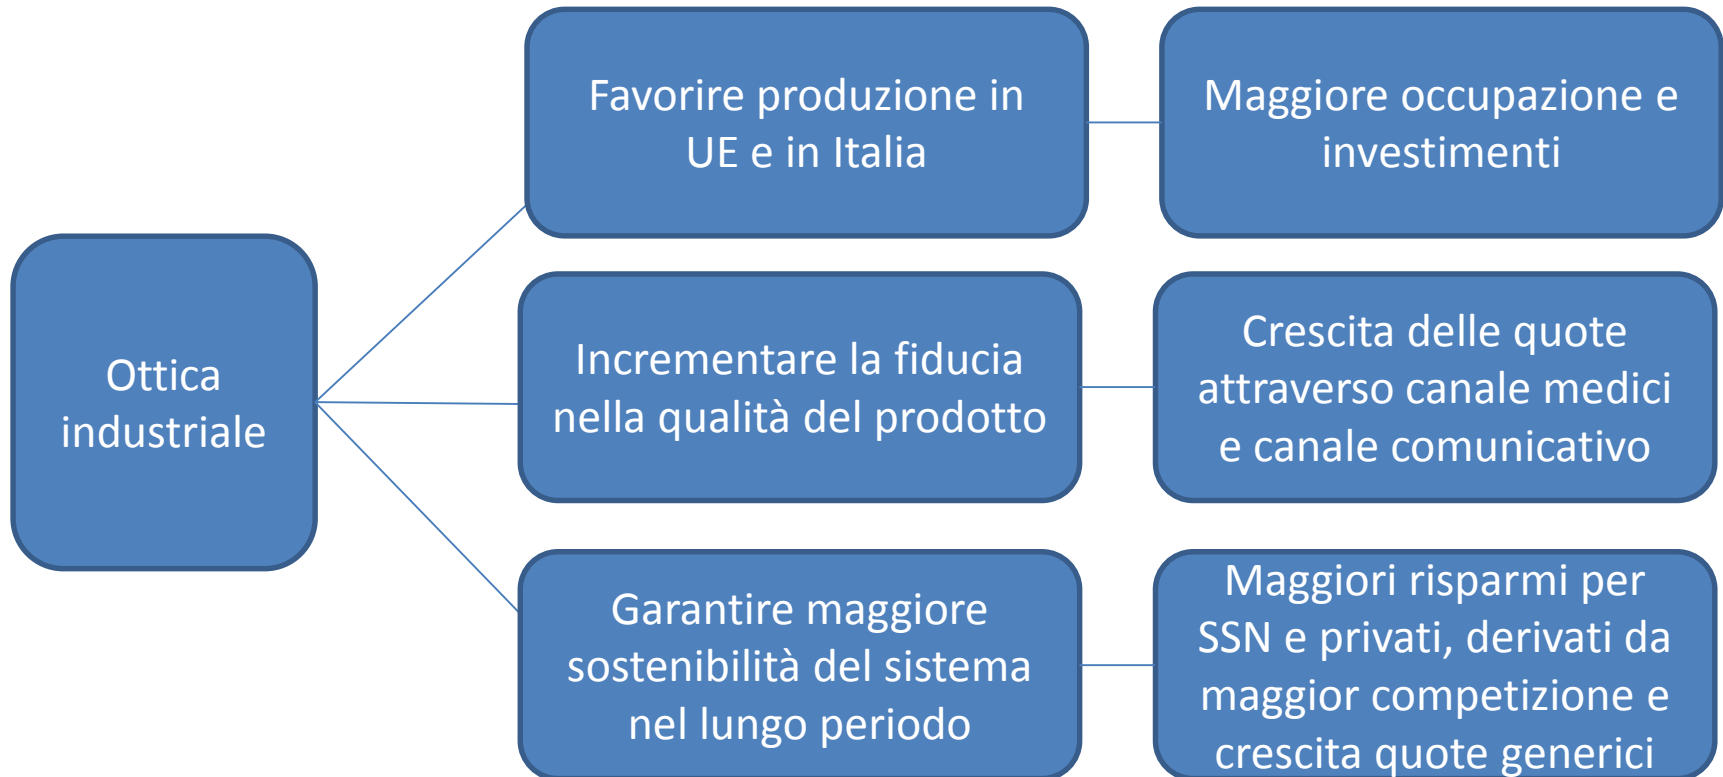 Ottica
industriale
Favorire produzione in
UE e in Italia
Maggiore occupazione e
investimenti
Incrementare la fiducia
nella qualità del prodotto
Crescita delle quote
attraverso canale medici
e canale comunicativo
Garantire maggiore
sostenibilità del sistema
nel lungo periodo
Maggiori risparmi per
SSN e privati, derivati da
maggior competizione e
crescita quote generici